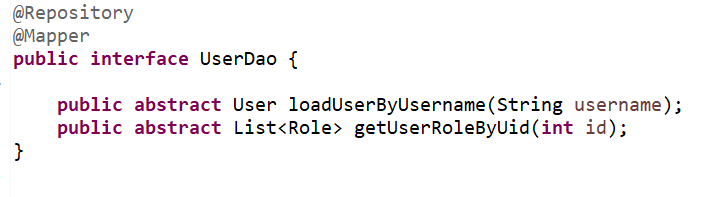 @Repository
@Mapper
public interface UserDao {
public abstract User loadUserByUsername(String username);
public abstract List<Role> getUserRoleByUid(int id);
}